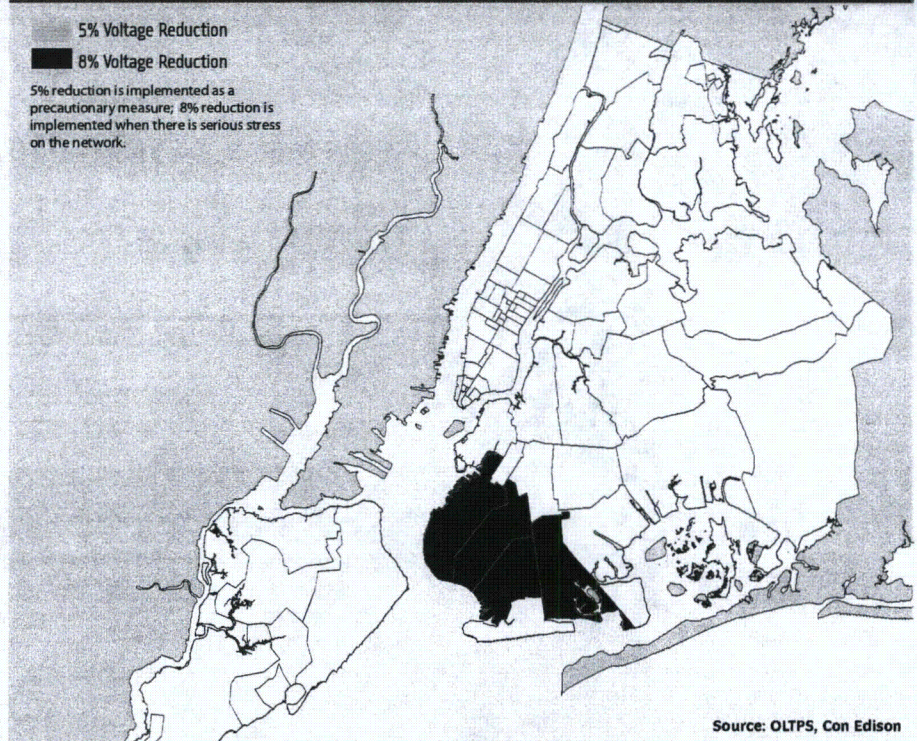 5% Voltage Reduction
8% Voltage Reduction
5% reduction is implemented as a
precautionary measure; 8% reduction is
implemented when there is serious stress
on the network.
Source: OLTPS, Con Edison